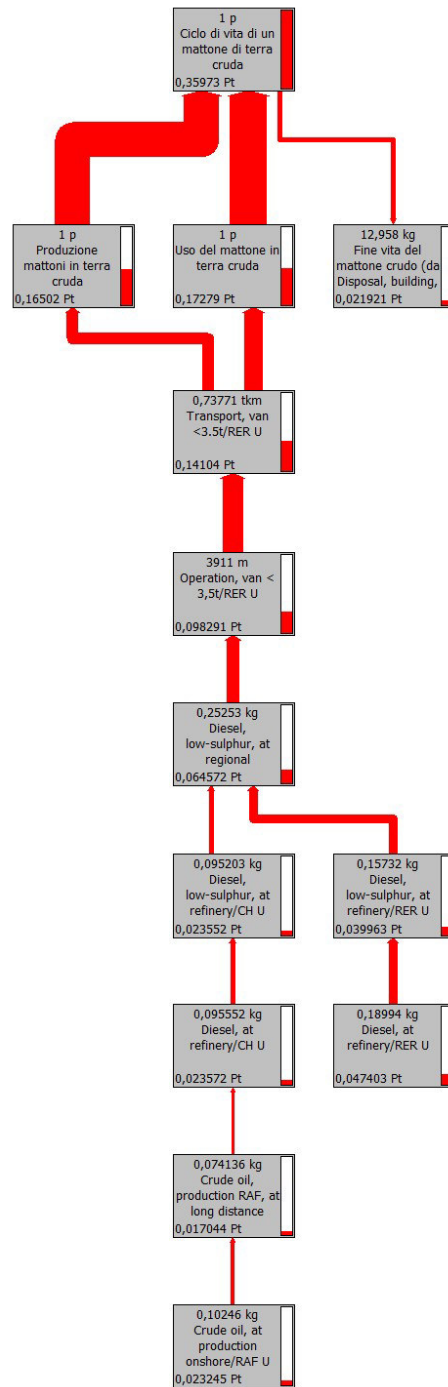 1 p
Ciclo di vita di un
mattone di terra
cruda
0,35973 Pt
1 p
Produzione
mattoni in terra
cruda
0,16502 Pt
1 p
Uso del mattone in
terra cruda
0,17279 Pt
12,958 kg
Fine vita del
mattone crudo (da
Disposal, building,
0,021921 Pt
0,73771 tkm
Transport, van
<3.5t/RER U
0,14104 Pt
3911 m
Operation, van <
3,5t/RER U
0,098291 Pt
0,25253 kg
Diesel,
low-sulphur, at
regional
0,064572 Pt
0,095203 kg
Diesel,
low-sulphur, at
refinery/CH U
0,023552 Pt
0,15732 kg
Diesel,
low-sulphur, at
refinery/RER U
0,039963 Pt
0,095552 kg
Diesel, at
refinery/CH U
0,023572 Pt
0,18994 kg
Diesel, at
refinery/RER U
0,047403 Pt
0,074136 kg
Crude oil,
production RAF, at
long distance
0,017044 Pt
0,10246 kg
Crude oil, at
production
onshore/RAF U
0,023245 Pt